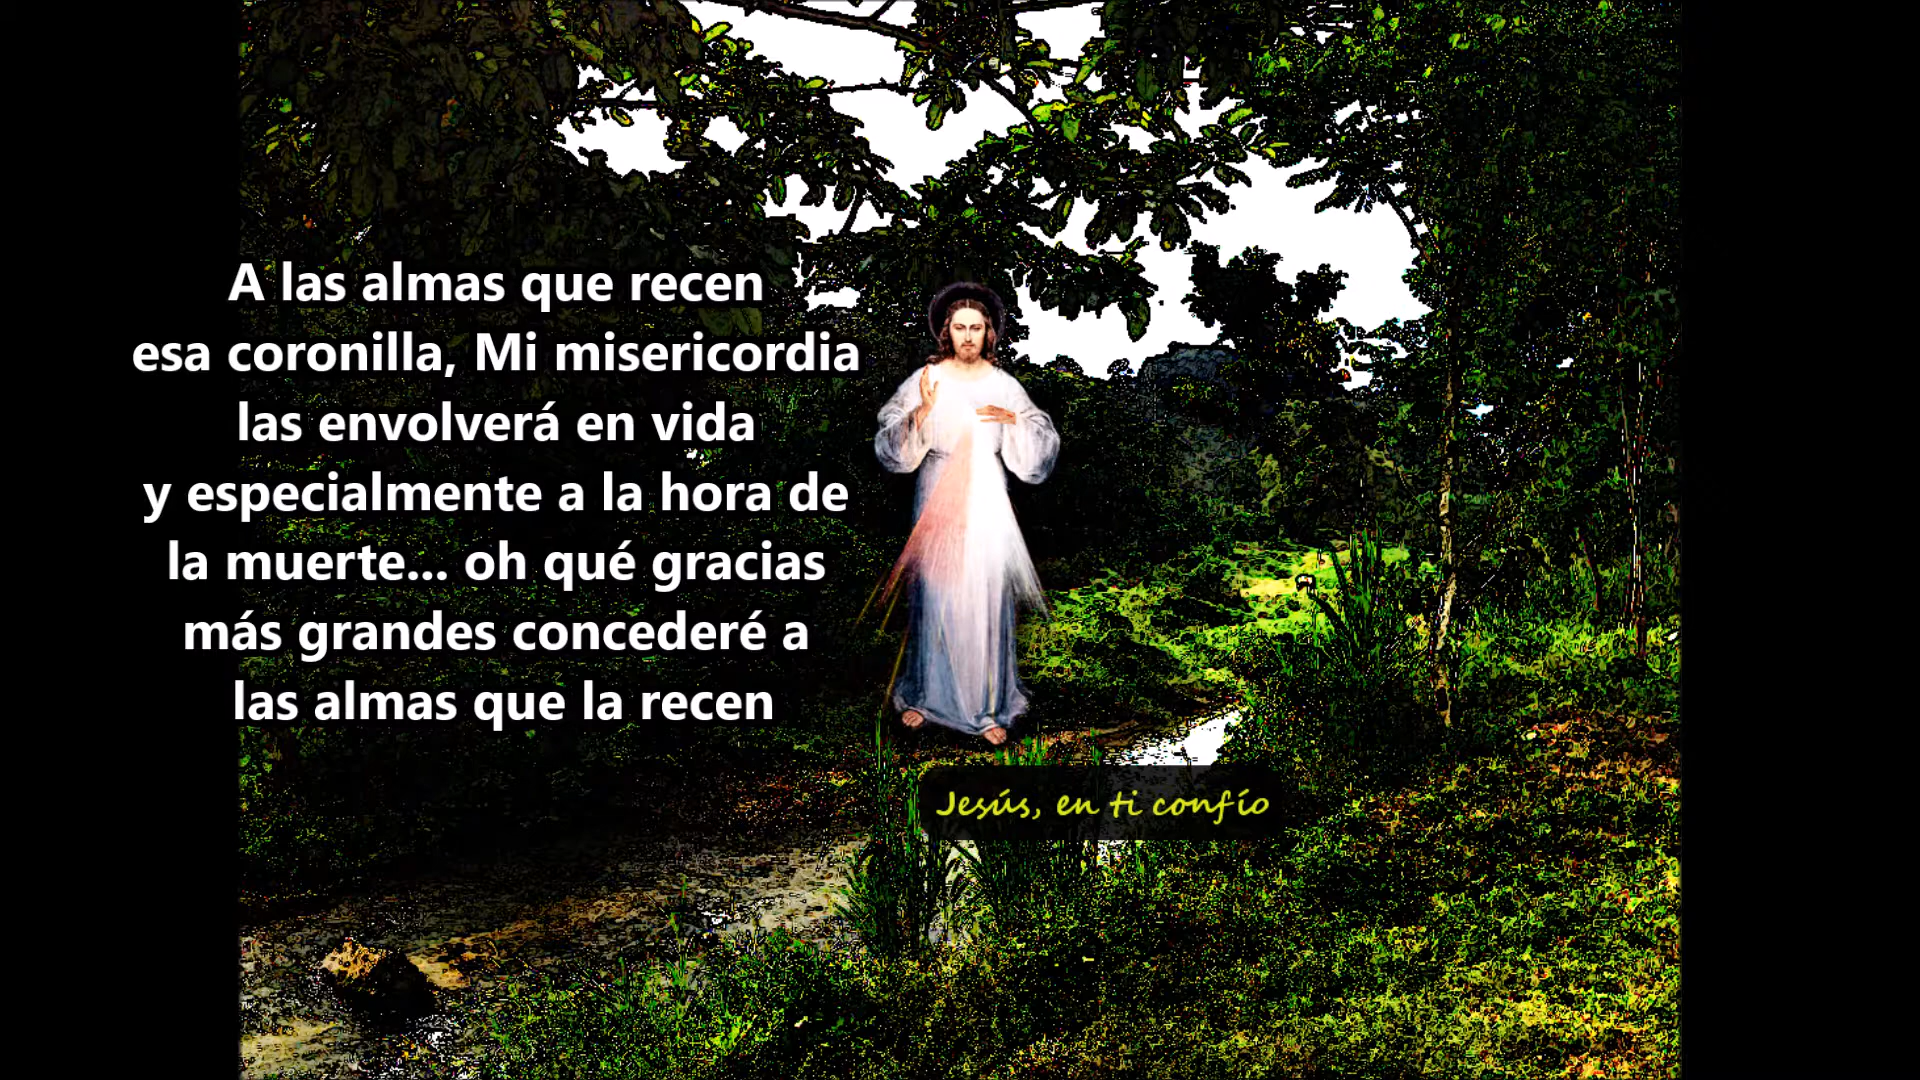 A las almas que recen
esa coronilla, Mi misericordia
las envolverá en vida
y especialmente a la hora de
la muerte... oh qué gracias
más grandes concederé a
las almas que la recen
Jesús, en ti confío